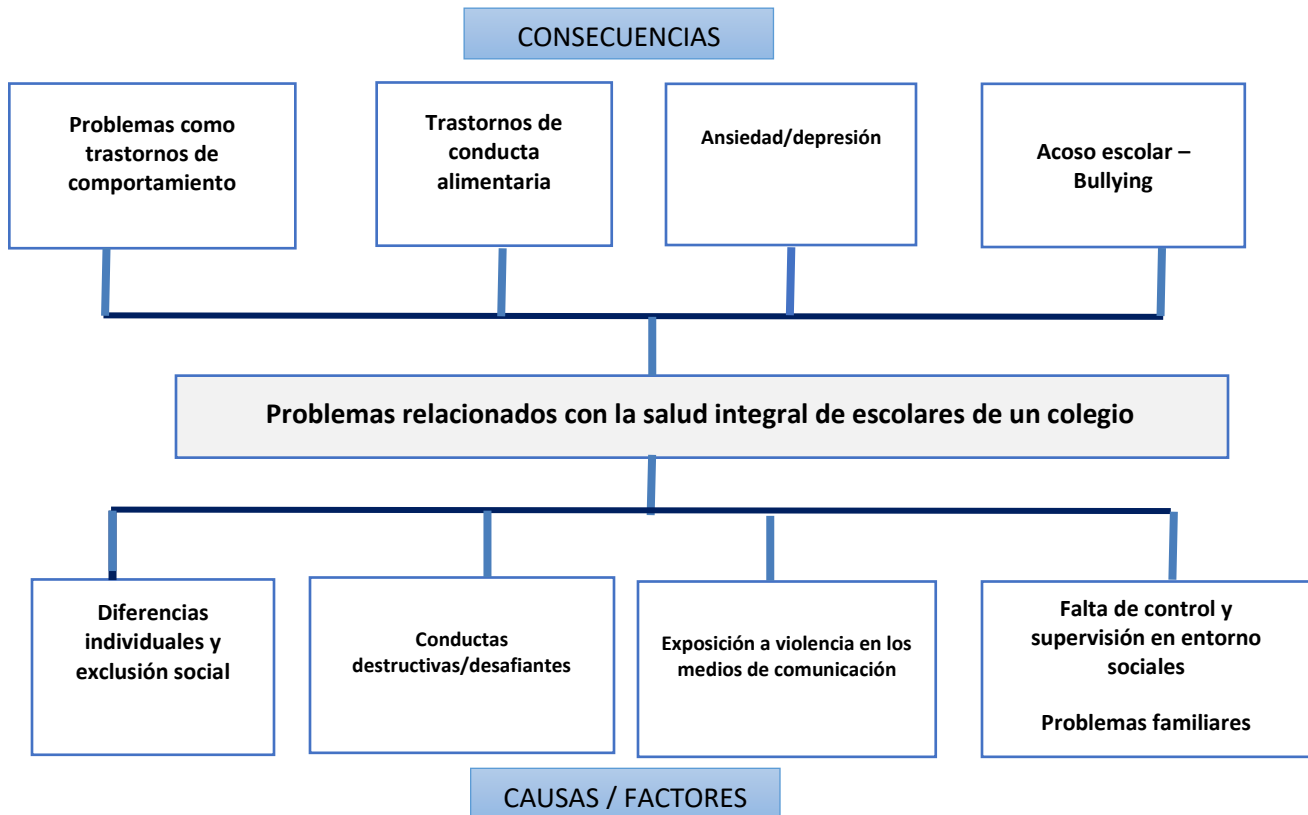 CONSECUENCIAS
Problemas como
trastornos de
comportamiento
Trastornos de
conducta
alimentaria
Ansiedad/depresión
Acoso escolar –
Bullying
Problemas relacionados con la salud integral de escolares de un colegio
Diferencias
individuales y
exclusión social
Conductas
destructivas/desafiantes
Exposición a violencia en los
medios de comunicación
Falta de control y
supervisión en entorno
sociales
Problemas familiares
CAUSAS / FACTORES